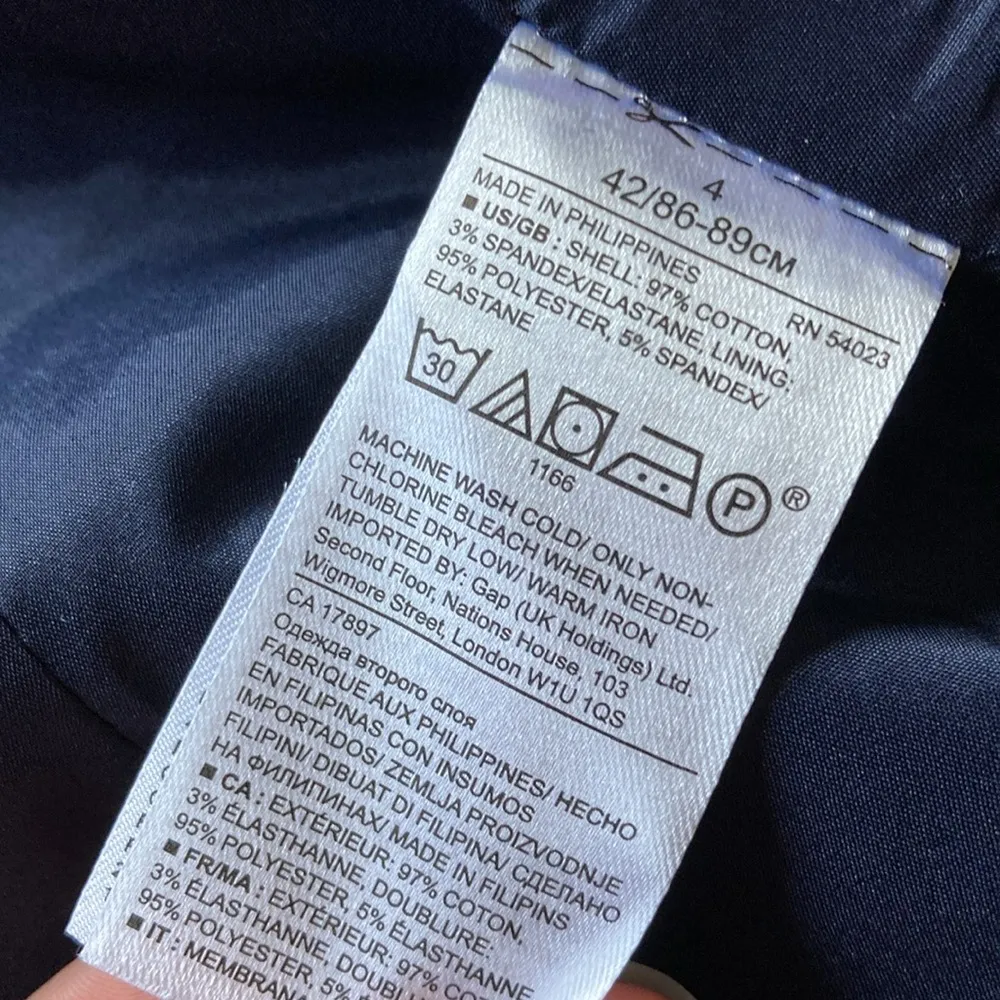 4
42/86-89CM
MADE IN PHILIPPINES RN 54023
■ US/GB : SHELL: 97% COTTON,
3% SPANDEX/ELASTANE, LINING:
95% POLYESTER, 5% SPANDEX/
ELASTANE
30
P ®
1166
MACHINE WASH COLD/ ONLY NON-
CHLORINE BLEACH WHEN NEEDED/
TUMBLE DRY LOW/ WARM IRON
IMPORTED BY: Gap (UK Holdings) Ltd.
Second Floor, Nations House, 103
Wigmore Street, London W1U 1QS
CA 17897
Одежда второго слоя
FABRIQUE AUX PHILIPPINES/ HECHO
EN FILIPINAS CON INSUMOS
IMPORTADOS/ ZEMLJA PROIZVODNJE
FILIPINI/ DIBUAT DI FILIPINA/ СДЕЛАНО
НА ФИЛИПИНАХ/ MADE IN FILIPINS
■ CA : EXTÉRIEUR: 97% COTON,
3% ÉLASTHANNE, DOUBLURE:
95% POLYESTER, 5% ÉLASTHANNE
■ FR/MA : EXTÉRIEUR: 97% COTON,
3% ÉLASTHANNE, DOUBLURE:
95% POLYESTER, 5%
■ IT :